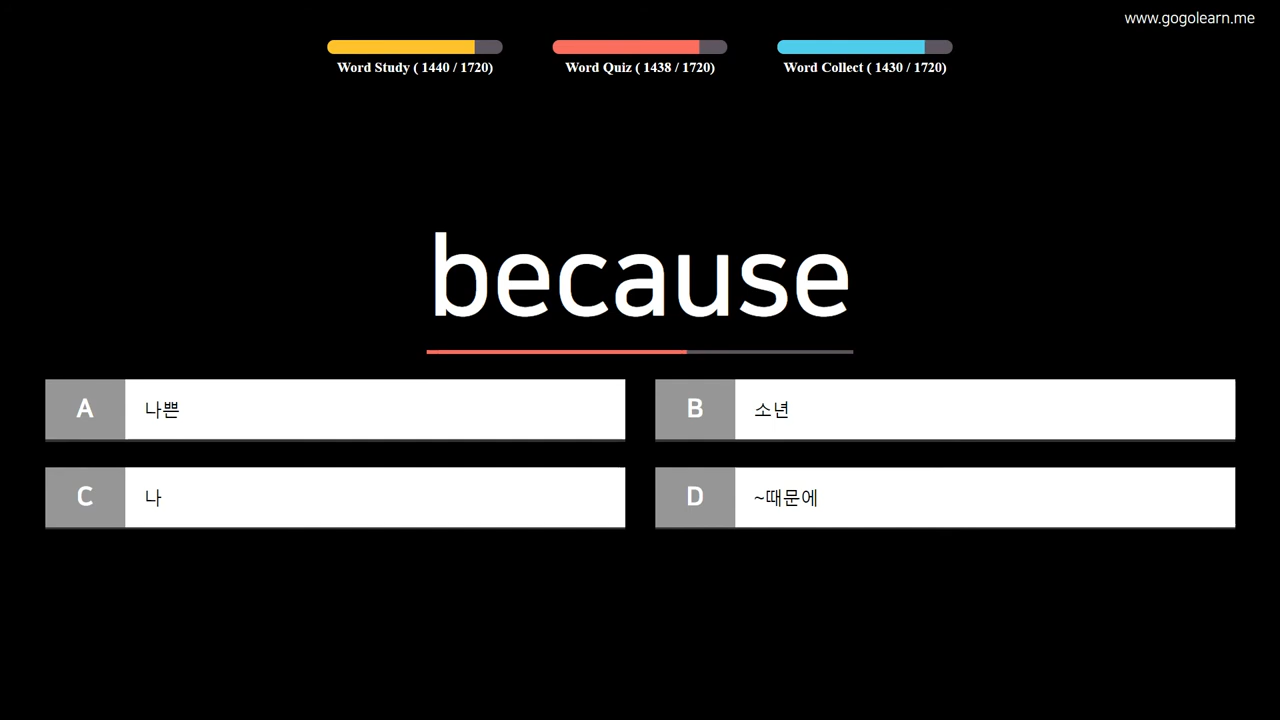 www.gogolearn.me
Word Study ( 1440 / 1720) Word Quiz ( 1438 / 1720) Word Collect ( 1430 / 1720)
because
A 나쁜 B 소년
C 나 D ~때문에